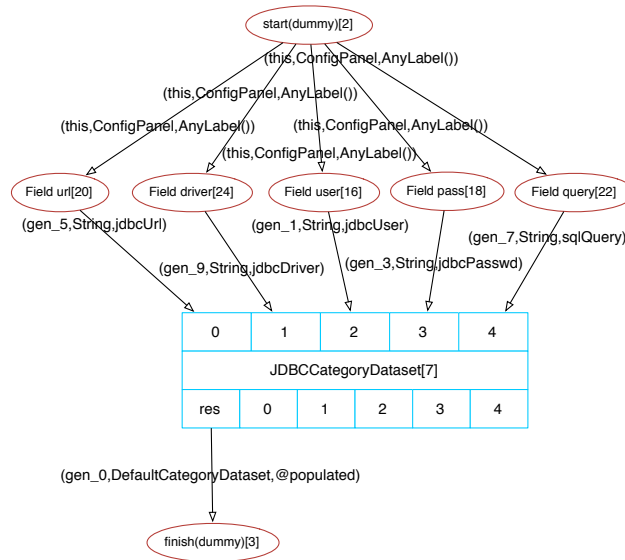 start(dummy)[2]
(this,ConfigPanel,AnyLabel())
(this,ConfigPanel,AnyLabel())
(this,ConfigPanel,AnyLabel())
(this,ConfigPanel,AnyLabel())
(this,ConfigPanel,AnyLabel())
Field url[20]
Field driver[24]
Field user[16]
Field pass[18]
Field query[22]
(gen_5,String,jdbcUrl)
(gen_1,String,jdbcUser)
(gen_7,String,sqlQuery)
(gen_9,String,jdbcDriver)
(gen_3,String,jdbcPasswd)
0 1 2 3 4
JDBCCategoryDataset[7]
res 0 1 2 3 4
(gen_0,DefaultCategoryDataset,@populated)
finish(dummy)[3]